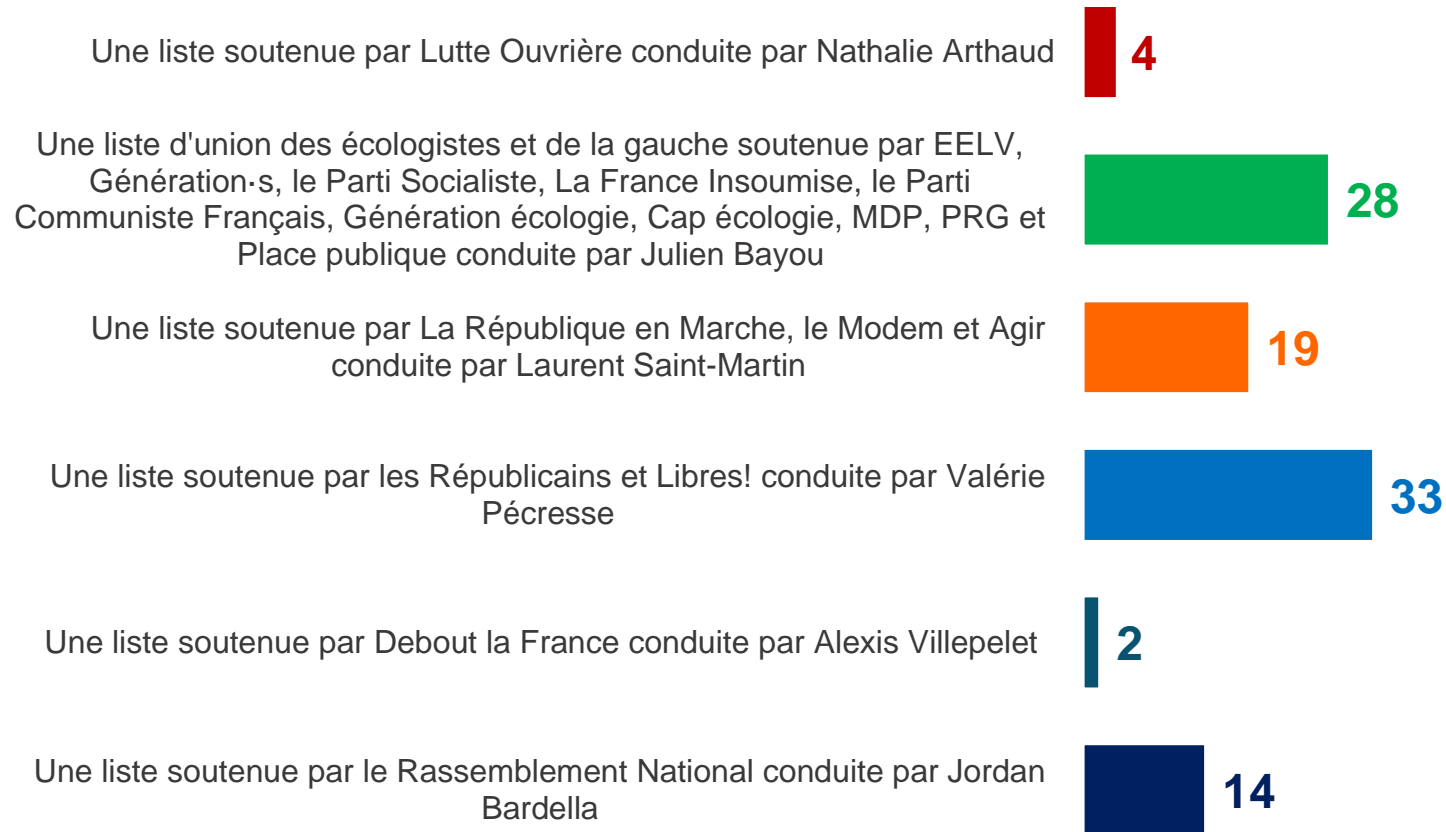 Une liste soutenue par Lutte Ouvrière conduite par Nathalie Arthaud
4
Une liste d'union des écologistes et de la gauche soutenue par EELV,
Génération·s, le Parti Socialiste, La France Insoumise, le Parti
Communiste Français, Génération écologie, Cap écologie, MDP, PRG et
Place publique conduite par Julien Bayou
28
Une liste soutenue par La République en Marche, le Modem et Agir
conduite par Laurent Saint-Martin
19
Une liste soutenue par les Républicains et Libres! conduite par Valérie
Pécresse
33
Une liste soutenue par Debout la France conduite par Alexis Villepelet
2
Une liste soutenue par le Rassemblement National conduite par Jordan
Bardella
14